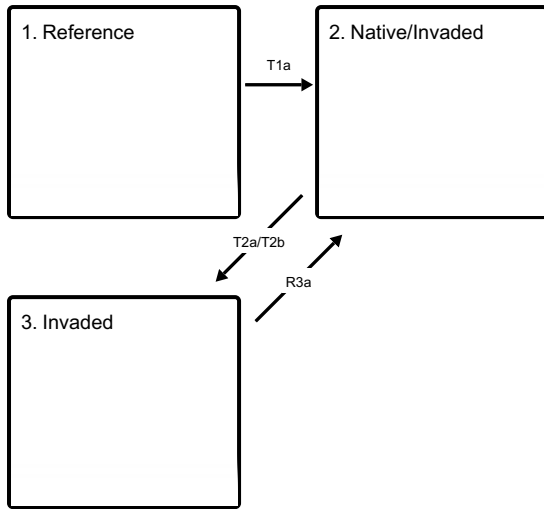 1. Reference
2. Native/Invaded
T1a
T2a/T2b
R3a
3. Invaded